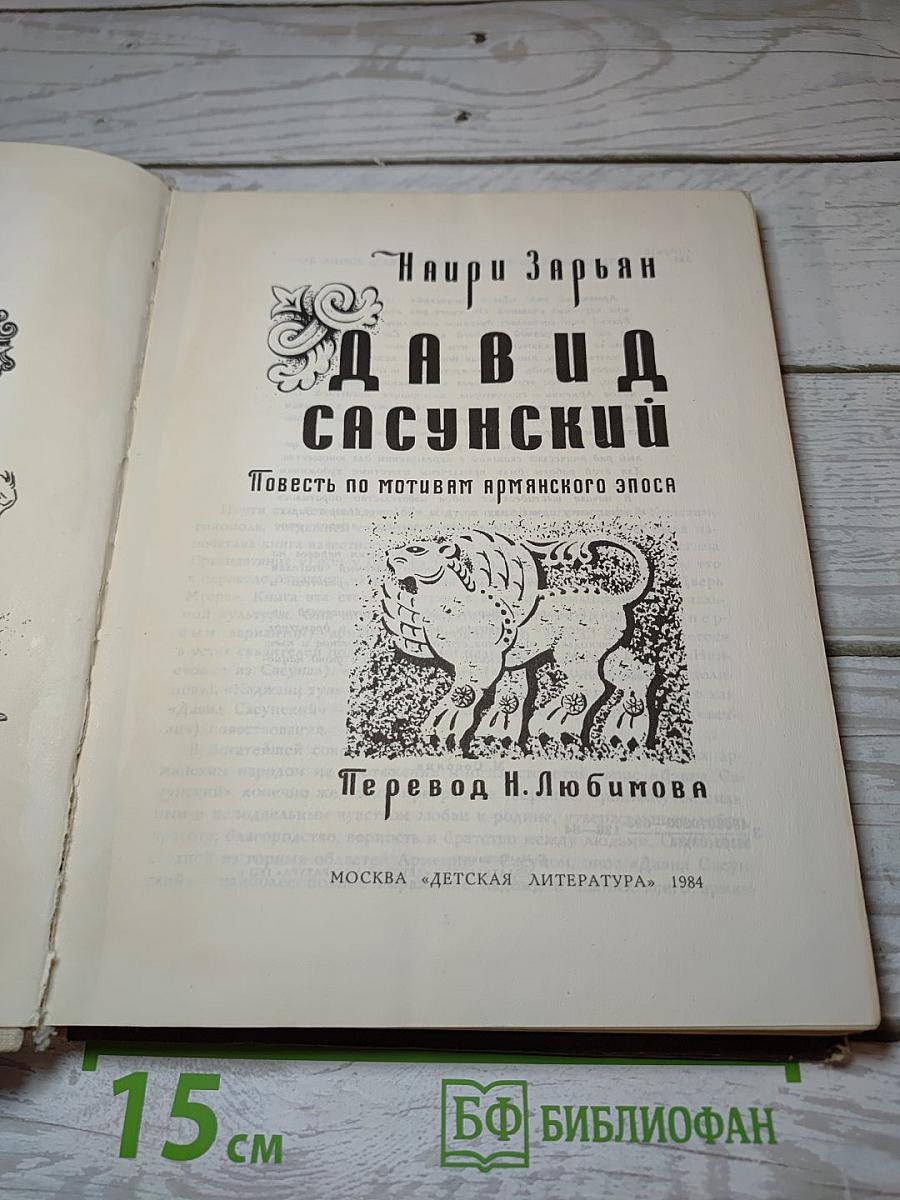 Наири Зарьян
ДАВИД
САСУНСКИЙ
Повесть по мотивам армянского эпоса
Перевод Н. Любимова
МОСКВА «ДЕТСКАЯ ЛИТЕРАТУРА» 1984
15 см
БФ БИБЛИОФАН